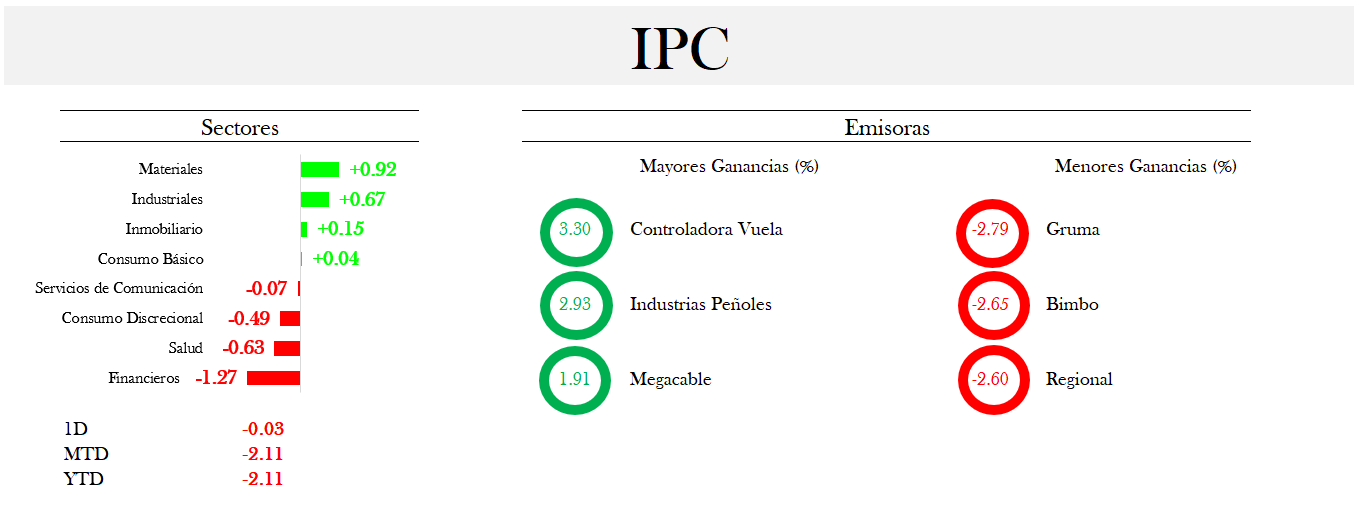 IPC
Sectores
Materiales +0.92
Industriales +0.67
Inmobiliario +0.15
Consumo Básico +0.04
Servicios de Comunicación -0.07
Consumo Discrecional -0.49
Salud -0.63
Financieros -1.27
1D -0.03
MTD -2.11
YTD -2.11
Emisoras
Mayores Ganancias (%)
3.30 Controladora Vuela
2.93 Industrias Peñoles
1.91 Megacable
Menores Ganancias (%)
-2.79 Gruma
-2.65 Bimbo
-2.60 Regional